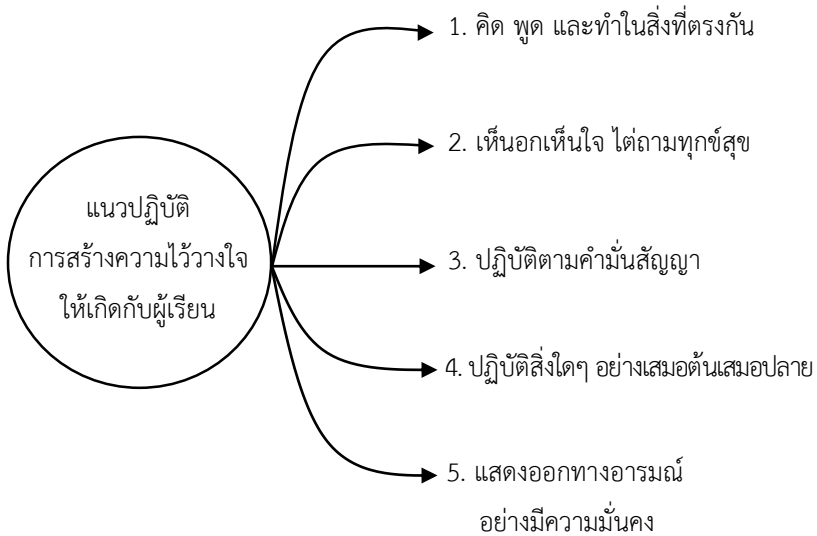 แนวปฏิบัติ
การสร้างความไว้วางใจ
ให้เกิดกับผู้เรียน
1. คิด พูด และทำในสิ่งที่ตรงกัน
2. เห็นอกเห็นใจ ไต่ถามทุกข์สุข
3. ปฏิบัติตามคำมั่นสัญญา
4. ปฏิบัติสิ่งใดๆ อย่างเสมอต้นเสมอปลาย
5. แสดงออกทางอารมณ์
อย่างมีความมั่นคง